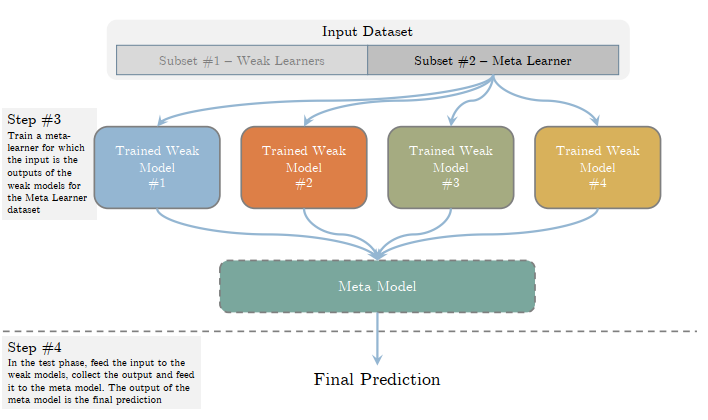 Input Dataset
Subset #1 – Weak Learners
Subset #2 – Meta Learner
Step #3
Train a meta-
learner for which
the input is the
outputs of the
weak models for
the Meta Learner
dataset
Trained Weak
Model
#1
Trained Weak
Model
#2
Trained Weak
Model
#3
Trained Weak
Model
#4
Meta Model
Step #4
In the test phase, feed the input to the
weak models, collect the output and feed
it to the meta model. The output of the
meta model is the final prediction
Final Prediction